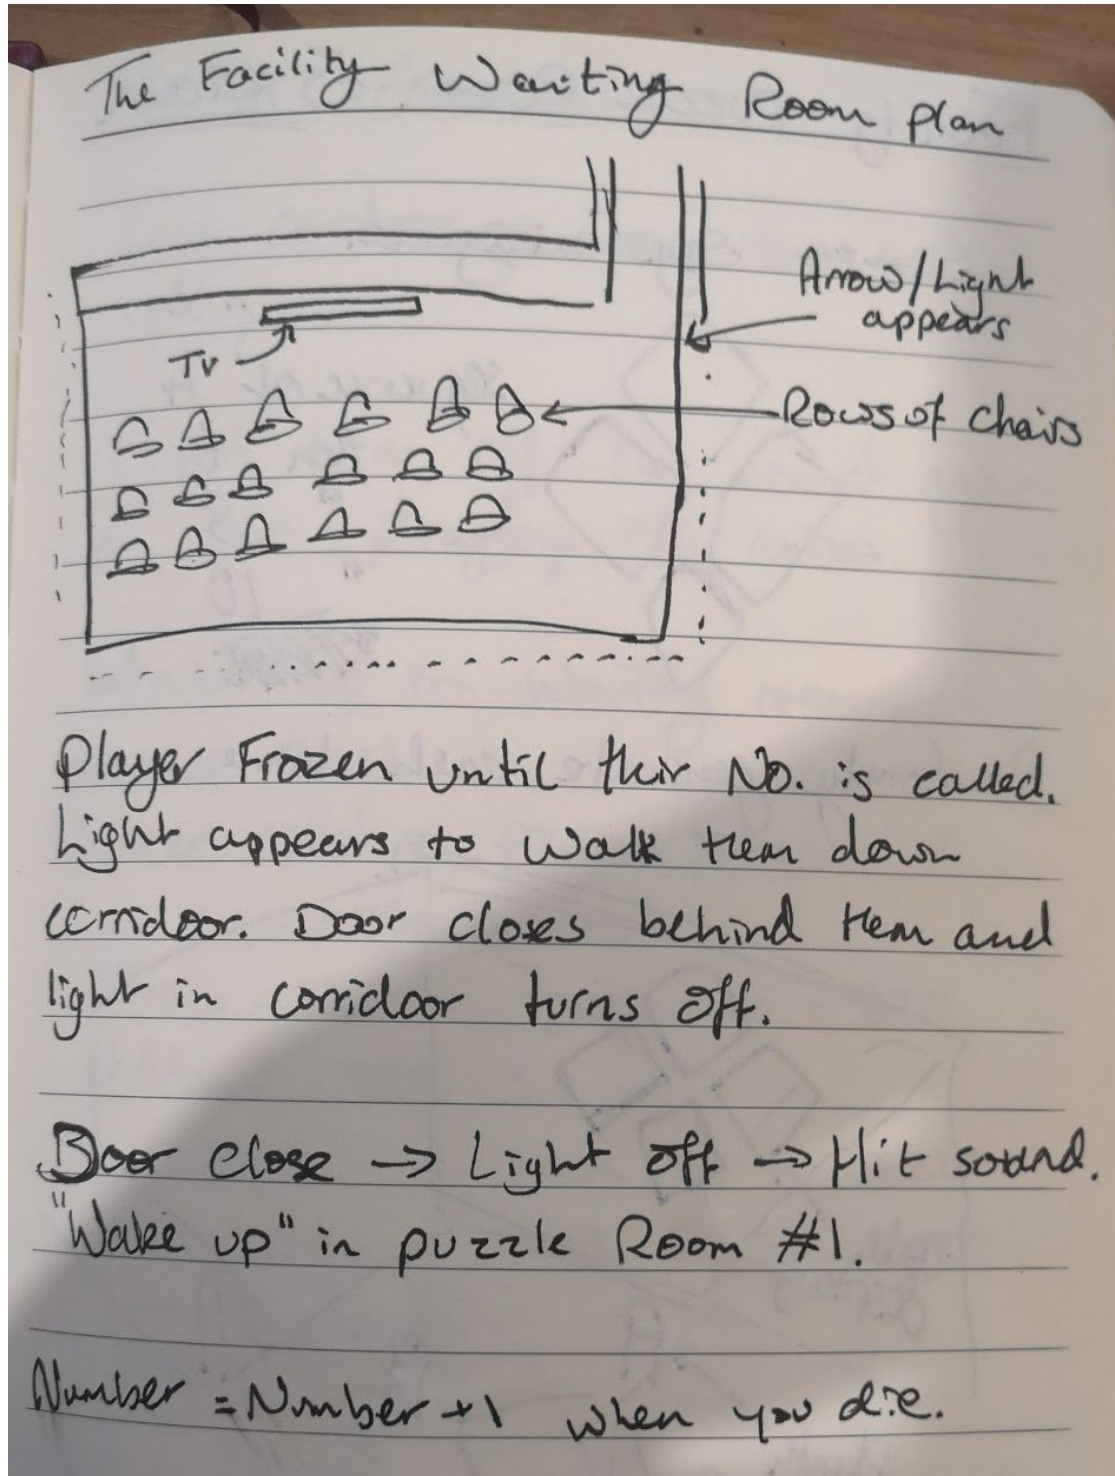 The Facility Waiting Room plan
Arrow/Light
appears
TV
Rows of Chairs
Player Frozen until their No. is called.
Light appears to walk them down
corridoor. Door closes behind them and
light in corridoor turns off.
Door close → Light off → Hit sound.
"Wake up" in puzzle Room #1.
Number = Number +1 when you die.